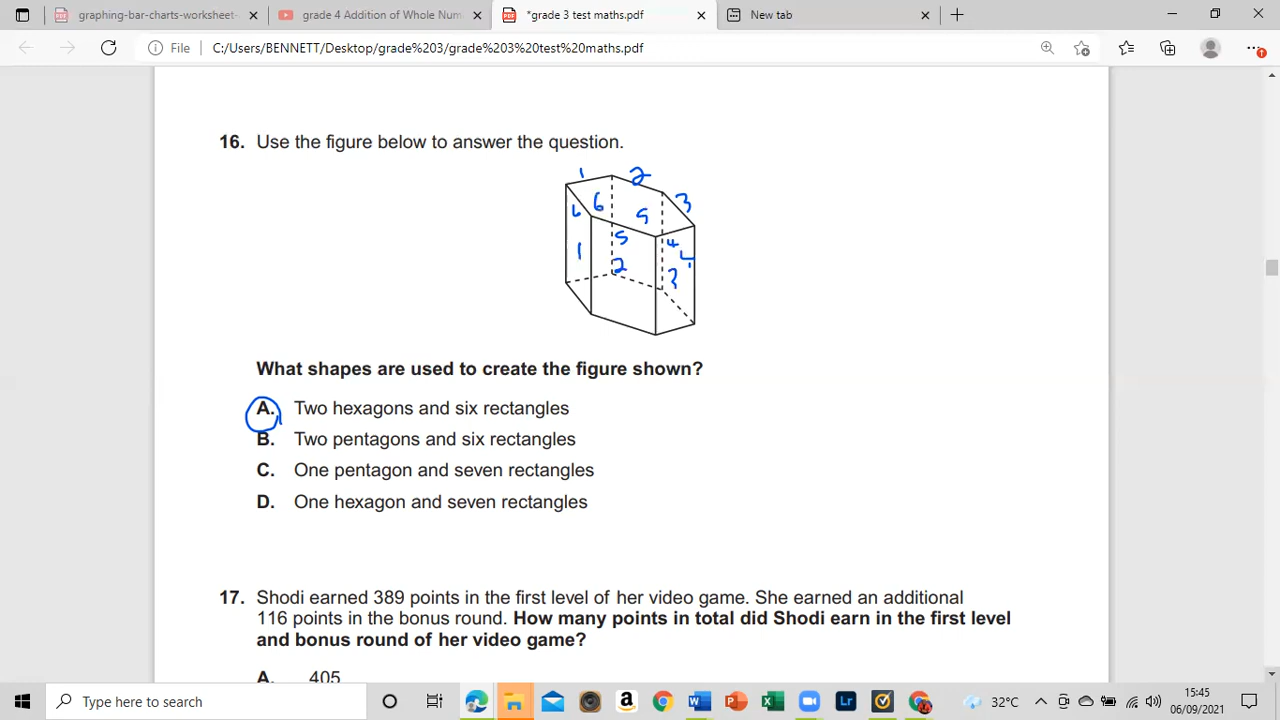 graphing-bar-charts-worksheet-
grade 4 Addition of Whole Num
*grade 3 test maths.pdf
New tab
File
C:/Users/BENNETT/Desktop/grade%203/grade%203%20test%20maths.pdf
16. Use the figure below to answer the question.
1 2
6 6 3
5
5 4
1 4
2 3
What shapes are used to create the figure shown?
A. Two hexagons and six rectangles
B. Two pentagons and six rectangles
C. One pentagon and seven rectangles
D. One hexagon and seven rectangles
17. Shodi earned 389 points in the first level of her video game. She earned an additional
116 points in the bonus round. How many points in total did Shodi earn in the first level
and bonus round of her video game?
A. 405
Type here to search
Lr
32°C
15:45
06/09/2021